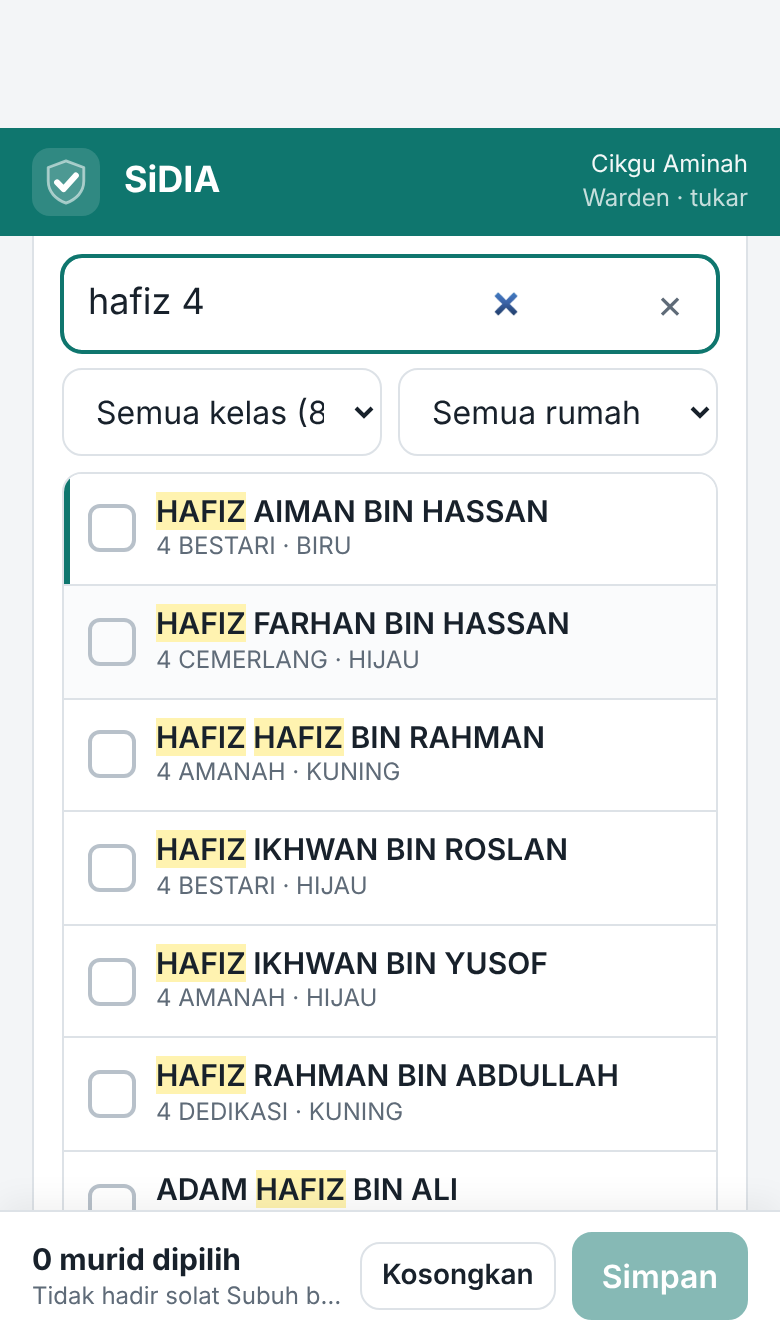 SiDIA
Cikgu Aminah
Warden · tukar
hafiz 4
Semua kelas (8
Semua rumah
HAFIZ AIMAN BIN HASSAN
4 BESTARI · BIRU
HAFIZ FARHAN BIN HASSAN
4 CEMERLANG · HIJAU
HAFIZ HAFIZ BIN RAHMAN
4 AMANAH · KUNING
HAFIZ IKHWAN BIN ROSLAN
4 BESTARI · HIJAU
HAFIZ IKHWAN BIN YUSOF
4 AMANAH · HIJAU
HAFIZ RAHMAN BIN ABDULLAH
4 DEDIKASI · KUNING
ADAM HAFIZ BIN ALI
0 murid dipilih
Tidak hadir solat Subuh b...
Kosongkan
Simpan